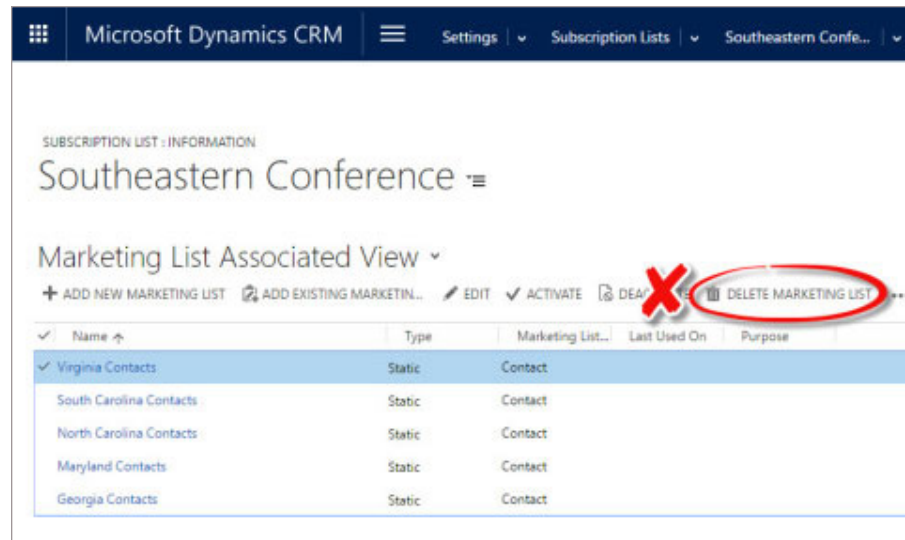 Microsoft Dynamics CRM Settings Subscription Lists Southeastern Confe...
SUBSCRIPTION LIST : INFORMATION
Southeastern Conference
Marketing List Associated View
ADD NEW MARKETING LIST ADD EXISTING MARKETIN... EDIT ACTIVATE DELETE MARKETING LIST ...
Name Type Marketing List... Last Used On Purpose
Virginia Contacts Static Contact
South Carolina Contacts Static Contact
North Carolina Contacts Static Contact
Maryland Contacts Static Contact
Georgia Contacts Static Contact